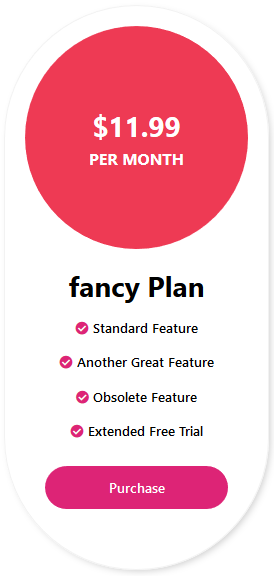 $11.99
PER MONTH
fancy Plan
Standard Feature
Another Great Feature
Obsolete Feature
Extended Free Trial
Purchase